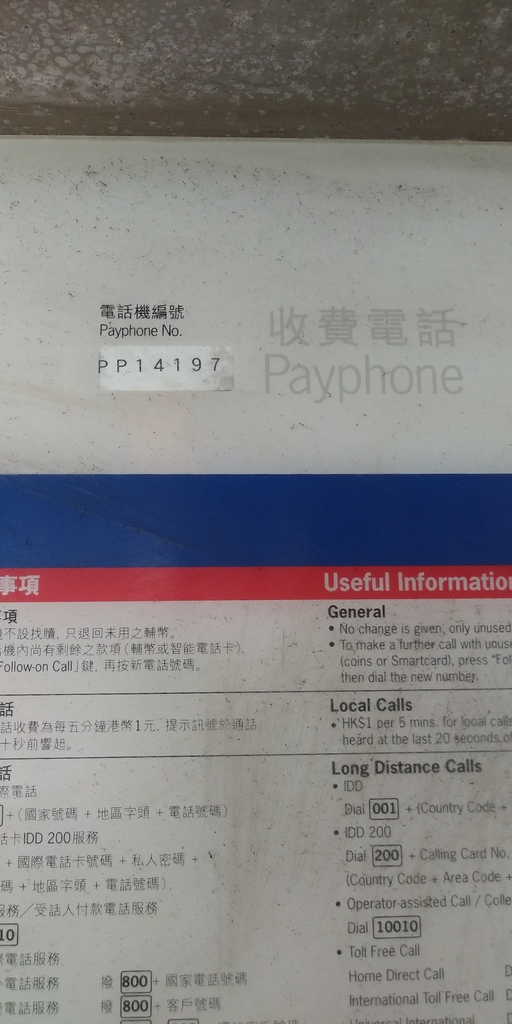 電話機編號
Payphone No.
PP14197
收費電話
Payphone
事項
項
不設找贖, 只退回未用之輔幣。
機內尚有剩餘之款項 (輔幣或智能電話卡),
Follow-on Call」鍵, 再按新電話號碼。
話
話收費為每五分鐘港幣1元, 提示訊號於通話
十秒前響起。
話
際電話
+ (國家號碼 + 地區字頭 + 電話號碼)
話卡IDD 200服務
+ 國際電話卡號碼 + 私人密碼 +
碼 + 地區字頭 + 電話號碼)
服務／受話人付款電話服務
10
際電話服務
電話服務 撥 800 + 國家電話號碼
電話服務 撥 800 + 客戶號碼
Useful Information
General
• No change is given, only unused
• To make a further call with unus
(coins or Smartcard), press "Fol
then dial the new number.
Local Calls
• HK$1 per 5 mins. for local calls
heard at the last 20 seconds of
Long Distance Calls
• IDD
Dial 001 + (Country Code +
• IDD 200
Dial 200 + Calling Card No.
(Country Code + Area Code +
• Operator-assisted Call / Colle
Dial 10010
• Toll Free Call
Home Direct Call D
International Toll Free Call D
Universal International